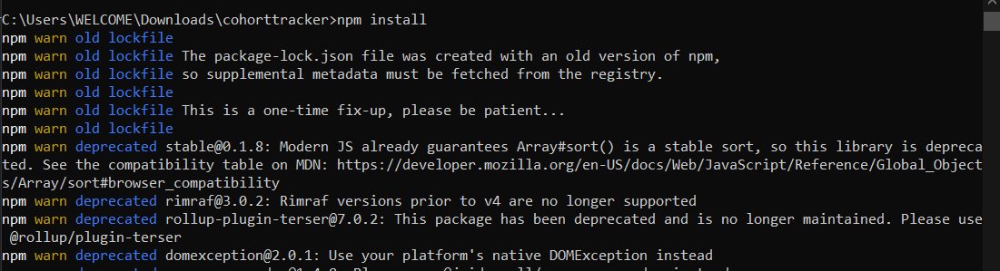 C:\Users\WELCOME\Downloads\cohorttracker>npm install
npm warn old lockfile
npm warn old lockfile The package-lock.json file was created with an old version of npm,
npm warn old lockfile so supplemental metadata must be fetched from the registry.
npm warn old lockfile
npm warn old lockfile This is a one-time fix-up, please be patient...
npm warn old lockfile
npm warn deprecated stable@0.1.8: Modern JS already guarantees Array#sort() is a stable sort, so this library is depreca
ted. See the compatibility table on MDN: https://developer.mozilla.org/en-US/docs/Web/JavaScript/Reference/Global_Object
s/Array/sort#browser_compatibility
npm warn deprecated rimraf@3.0.2: Rimraf versions prior to v4 are no longer supported
npm warn deprecated rollup-plugin-terser@7.0.2: This package has been deprecated and is no longer maintained. Please use
 @rollup/plugin-terser
npm warn deprecated domexception@2.0.1: Use your platform's native DOMException instead